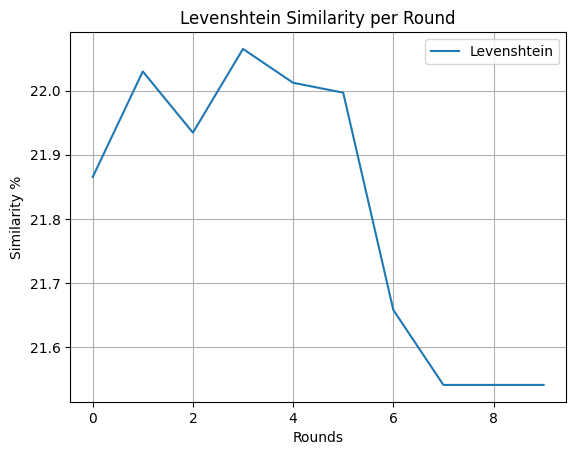 Levenshtein Similarity per Round
Levenshtein
22.0
21.9
21.8
21.7
21.6
Similarity %
0 2 4 6 8
Rounds